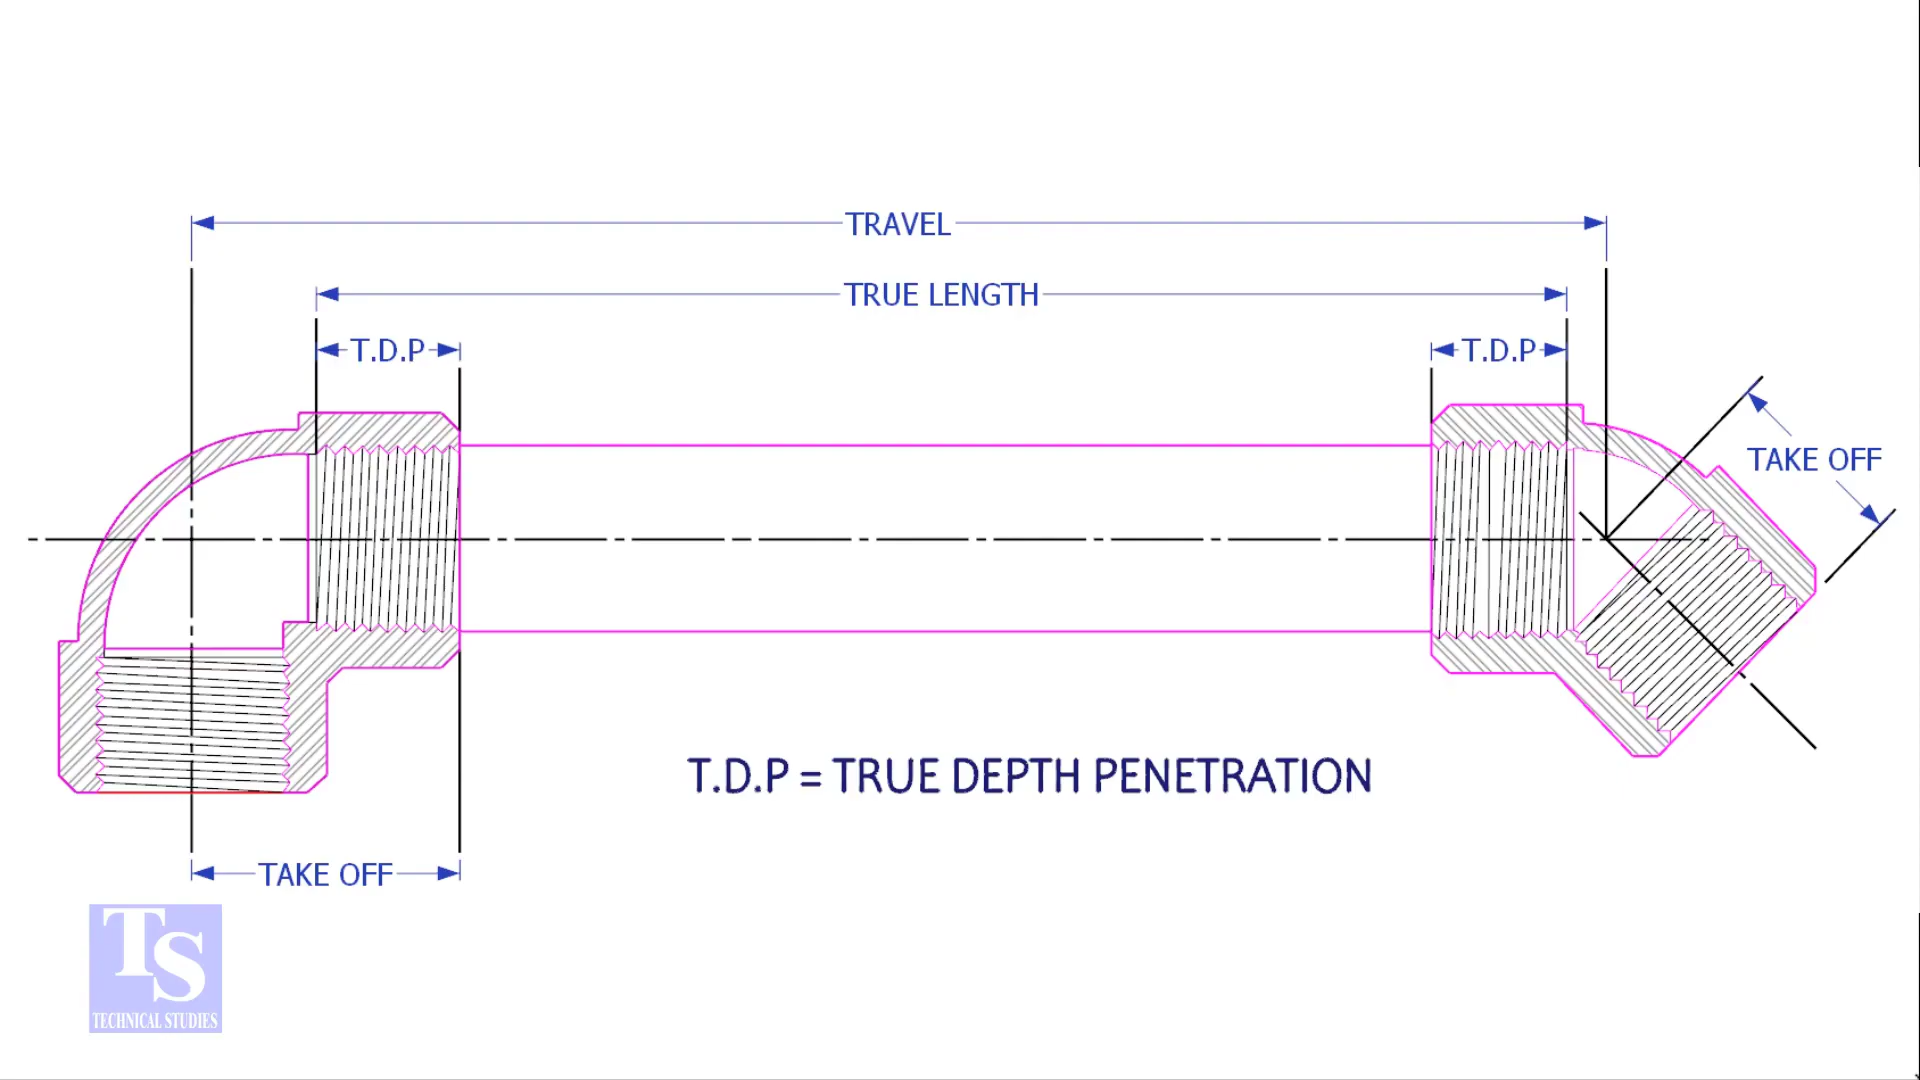 TRAVEL
TRUE LENGTH
T.D.P
T.D.P
TAKE OFF
T.D.P = TRUE DEPTH PENETRATION
TAKE OFF
TS
TECHNICAL STUDIES